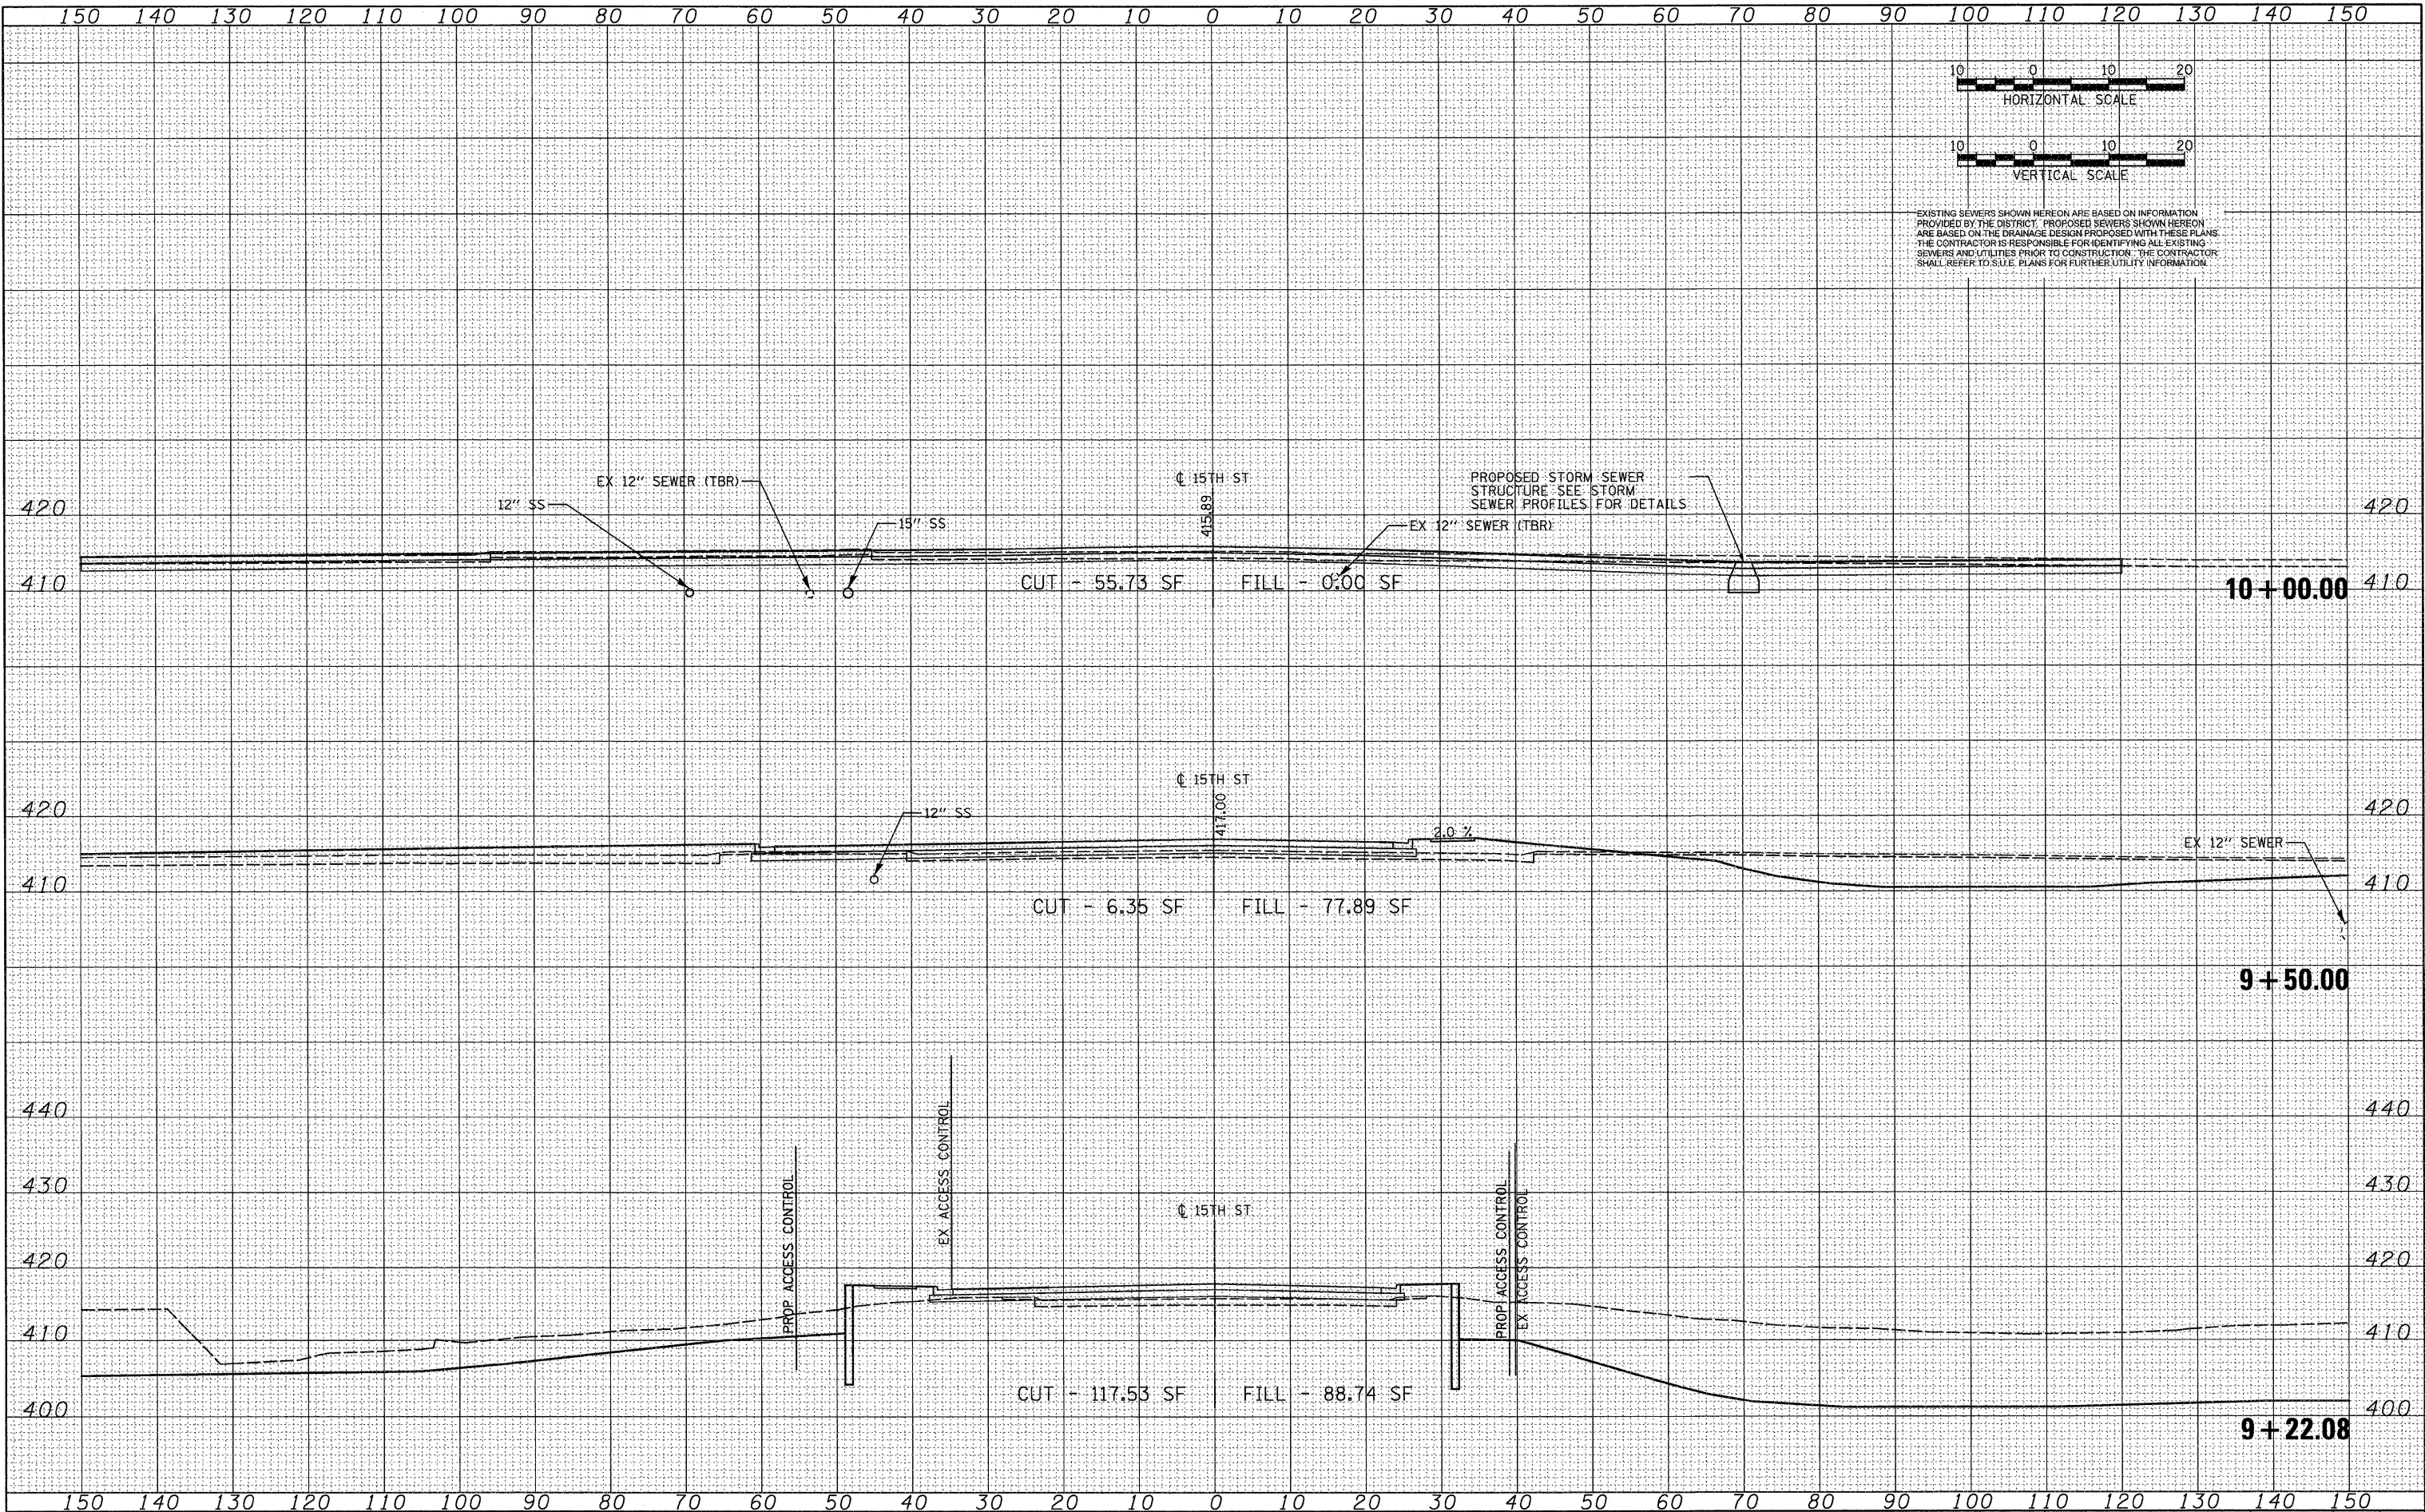 150 140 130 120 110 100 90 80 70 60 50 40 30 20 10 0 10 20 30 40 50 60 70 80 90 100 110 120 130 140 150
10 0 10 20
HORIZONTAL SCALE
10 0 10 20
VERTICAL SCALE
EXISTING SEWERS SHOWN HEREON ARE BASED ON INFORMATION
PROVIDED BY THE DISTRICT. PROPOSED SEWERS SHOWN HEREON
ARE BASED ON THE DRAINAGE DESIGN PROPOSED WITH THESE PLANS.
THE CONTRACTOR IS RESPONSIBLE FOR IDENTIFYING ALL EXISTING
SEWERS AND UTILITIES PRIOR TO CONSTRUCTION. THE CONTRACTOR
SHALL REFER TO S.U.E. PLANS FOR FURTHER UTILITY INFORMATION.
EX 12" SEWER (TBR)
12" SS
15" SS
℄ 15TH ST
415.89
PROPOSED STORM SEWER
STRUCTURE SEE STORM
SEWER PROFILES FOR DETAILS
EX 12" SEWER (TBR)
420 420
410 410
CUT - 55.73 SF FILL - 0.00 SF
10+00.00
℄ 15TH ST
417.00
12" SS
2.0 %
EX 12" SEWER
420 420
410 410
CUT - 6.35 SF FILL - 77.89 SF
9+50.00
440 440
430 430
420 420
410 410
400 400
PROP ACCESS CONTROL
EX ACCESS CONTROL
℄ 15TH ST
PROP ACCESS CONTROL
EX ACCESS CONTROL
CUT - 117.53 SF FILL - 88.74 SF
9+22.08
150 140 130 120 110 100 90 80 70 60 50 40 30 20 10 0 10 20 30 40 50 60 70 80 90 100 110 120 130 140 150